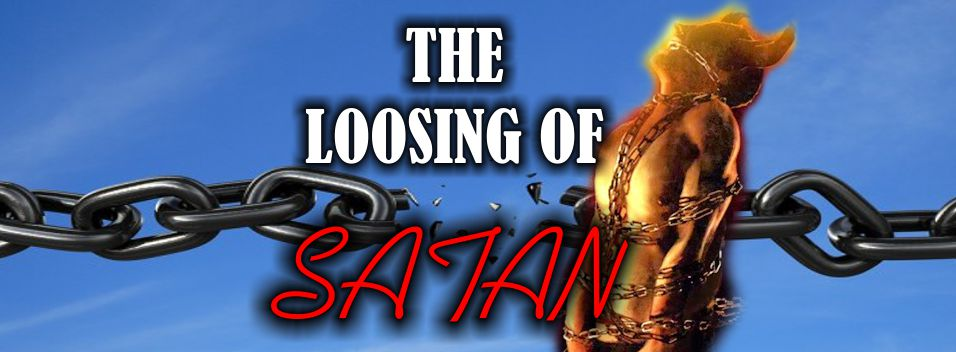 THE
LOOSING OF
SATAN